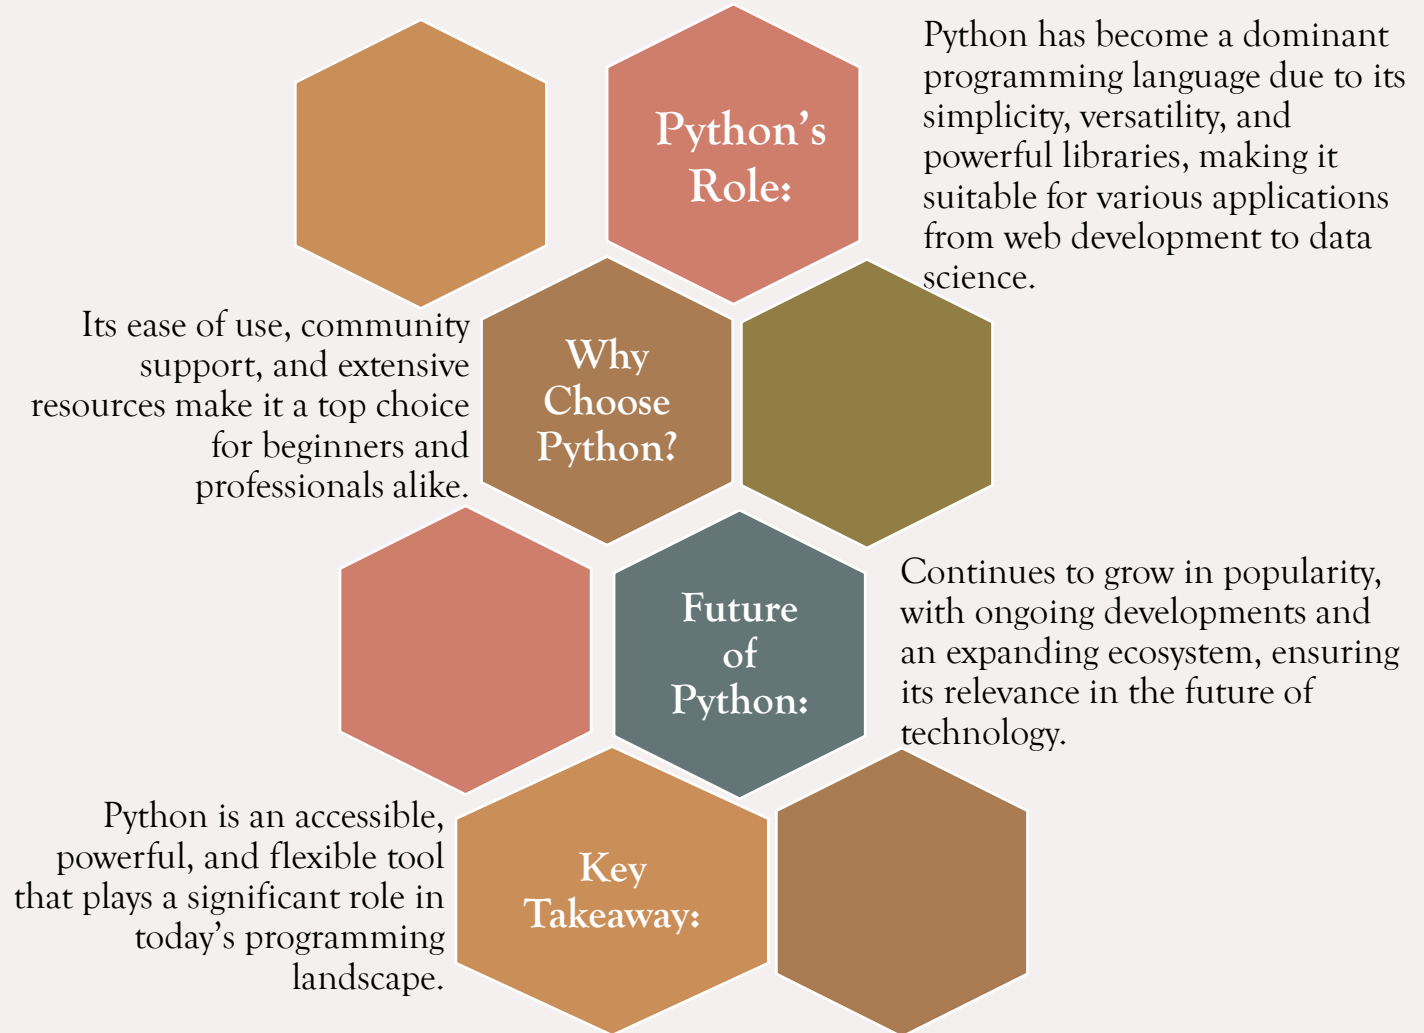 Python's
Role:
Python has become a dominant
programming language due to its
simplicity, versatility, and
powerful libraries, making it
suitable for various applications
from web development to data
science.
Why
Choose
Python?
Its ease of use, community
support, and extensive
resources make it a top choice
for beginners and
professionals alike.
Future
of
Python:
Continues to grow in popularity,
with ongoing developments and
an expanding ecosystem, ensuring
its relevance in the future of
technology.
Key
Takeaway:
Python is an accessible,
powerful, and flexible tool
that plays a significant role in
today's programming
landscape.